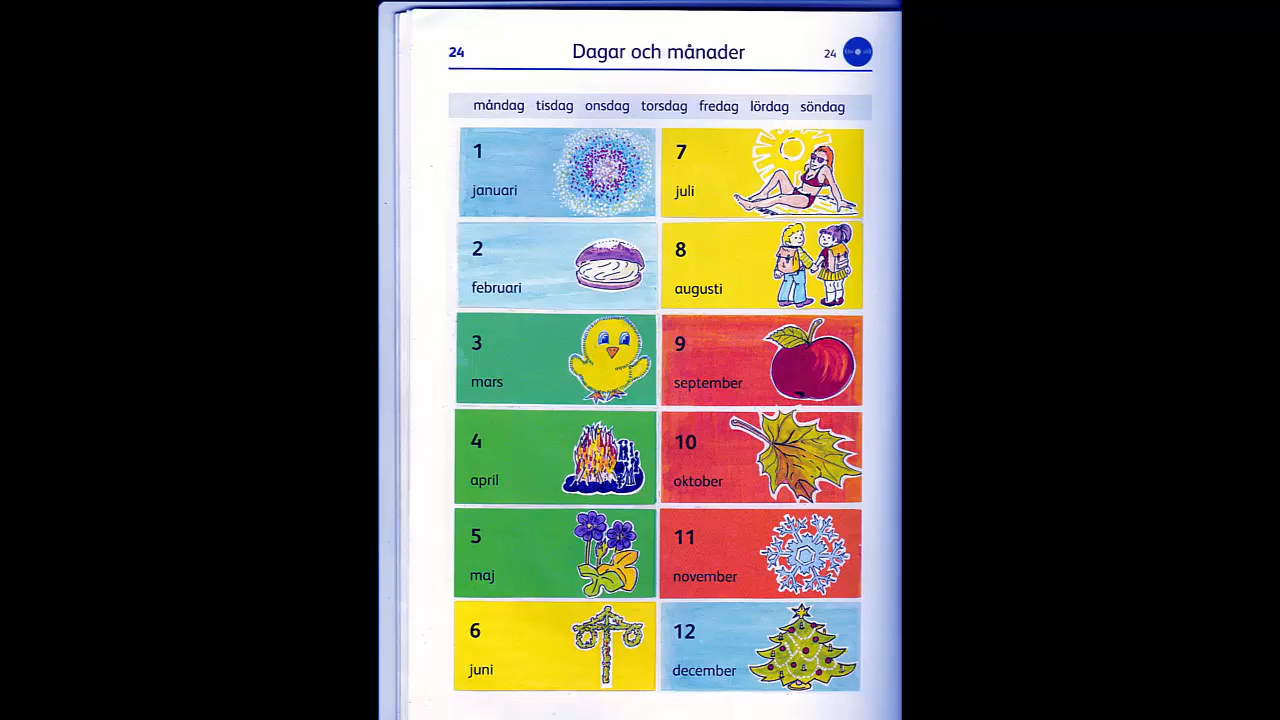 24 Dagar och månader 24
måndag tisdag onsdag torsdag fredag lördag söndag
1
januari
2
februari
3
mars
4
april
5
maj
6
juni
7
juli
8
augusti
9
september
10
oktober
11
november
12
december